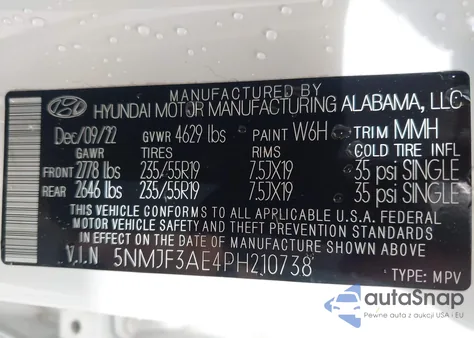 MANUFACTURED BY
HYUNDAI MOTOR MANUFACTURING ALABAMA, LLC
Dec/09/22 GVWR 4629 lbs PAINT W6H TRIM MMH
GAWR TIRES RIMS COLD TIRE INFL
FRONT 2778 lbs 235/55R19 7.5JX19 35 psi SINGLE
REAR 2646 lbs 235/55R19 7.5JX19 35 psi SINGLE
THIS VEHICLE CONFORMS TO ALL APPLICABLE U.S.A FEDERAL
MOTOR VEHICLE SAFETY AND THEFT PREVENTION STANDARDS
IN EFFECT ON THE DATE OF MANUFACTURE SHOWN ABOVE
V.I.N 5NMJF3AE4PH210738
TYPE: MPV
autoSnap
Pewne auta z aukcji USA i EU